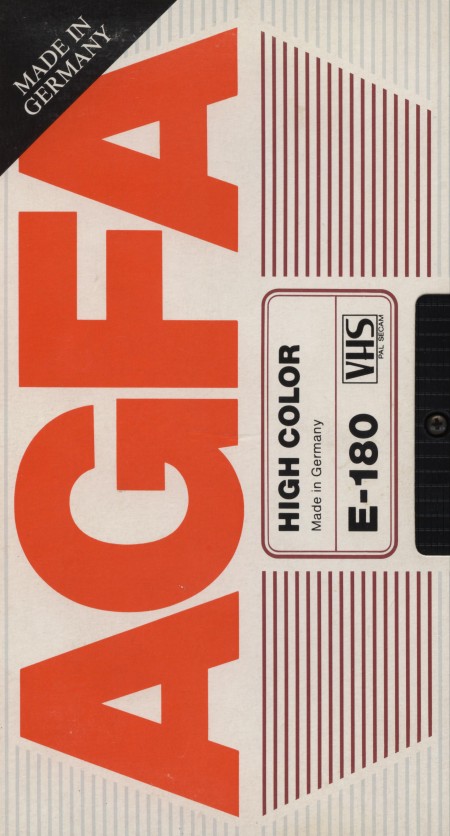 MADE IN
GERMANY
AGFA
HIGH COLOR
Made in Germany
E-180
VHS
PAL SECAM